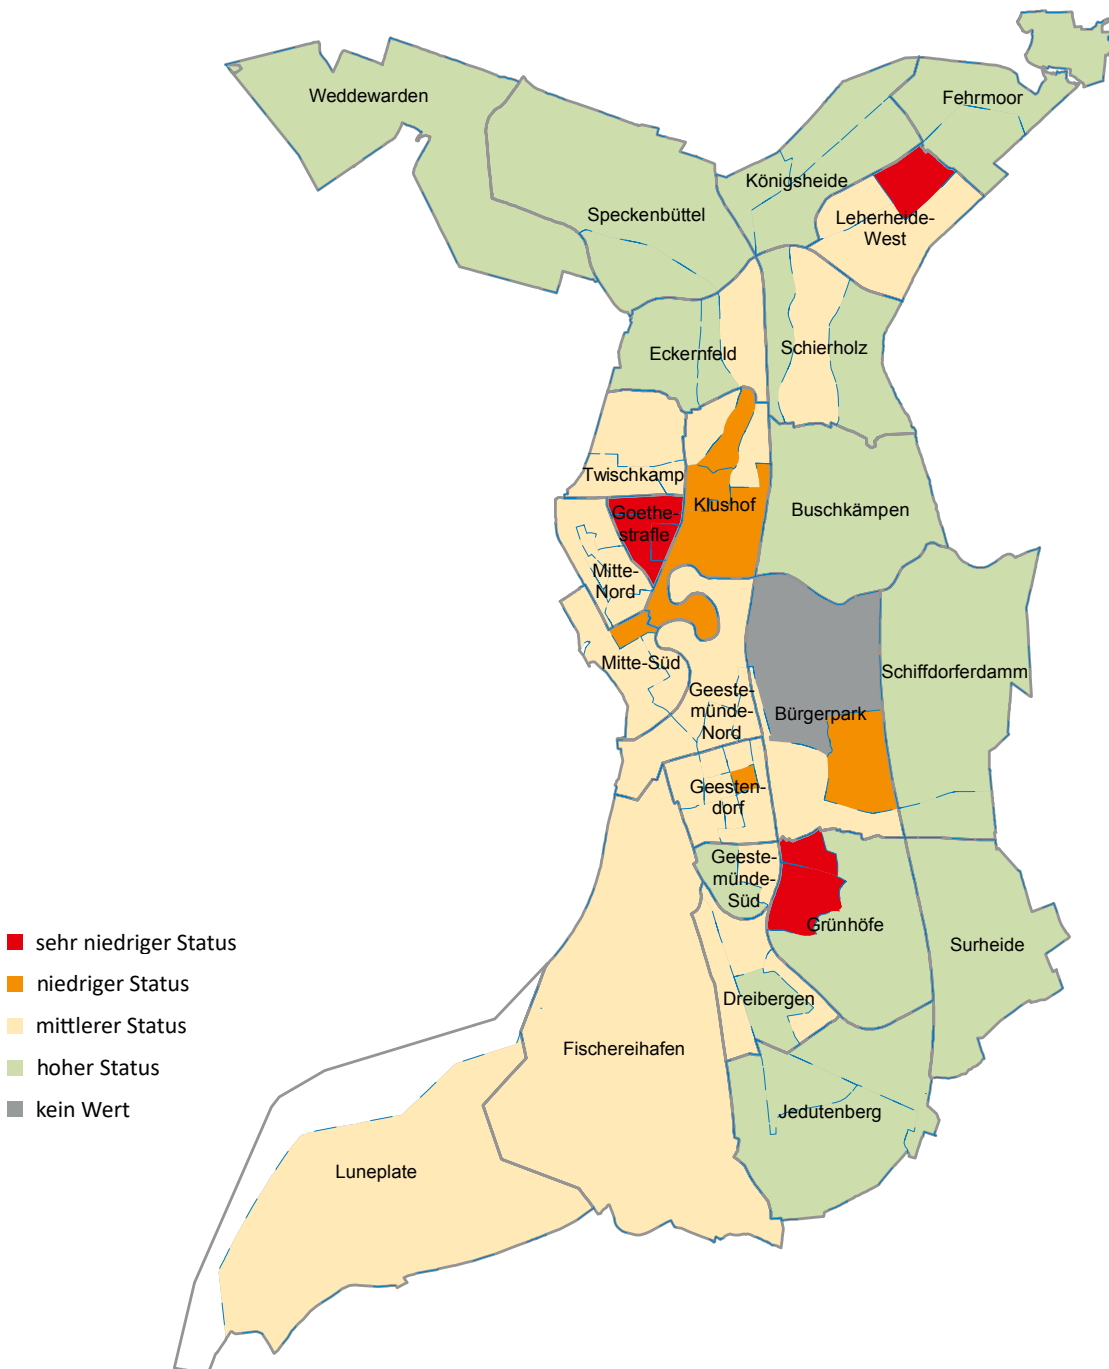 Weddewarden
Fehrmoor
Königsheide
Speckenbüttel
Leherheide-
West
Eckernfeld
Schierholz
Twischkamp
Klushof
Goethe-
strafle
Buschkämpen
Mitte-
Nord
Mitte-Süd
Schiffdorferdamm
Geeste-
münde-
Nord
Bürgerpark
Geesten-
dorf
Geeste-
münde-
Süd
Grünhöfe
Surheide
Dreibergen
Fischereihafen
Jedutenberg
Luneplate
sehr niedriger Status
niedriger Status
mittlerer Status
hoher Status
kein Wert